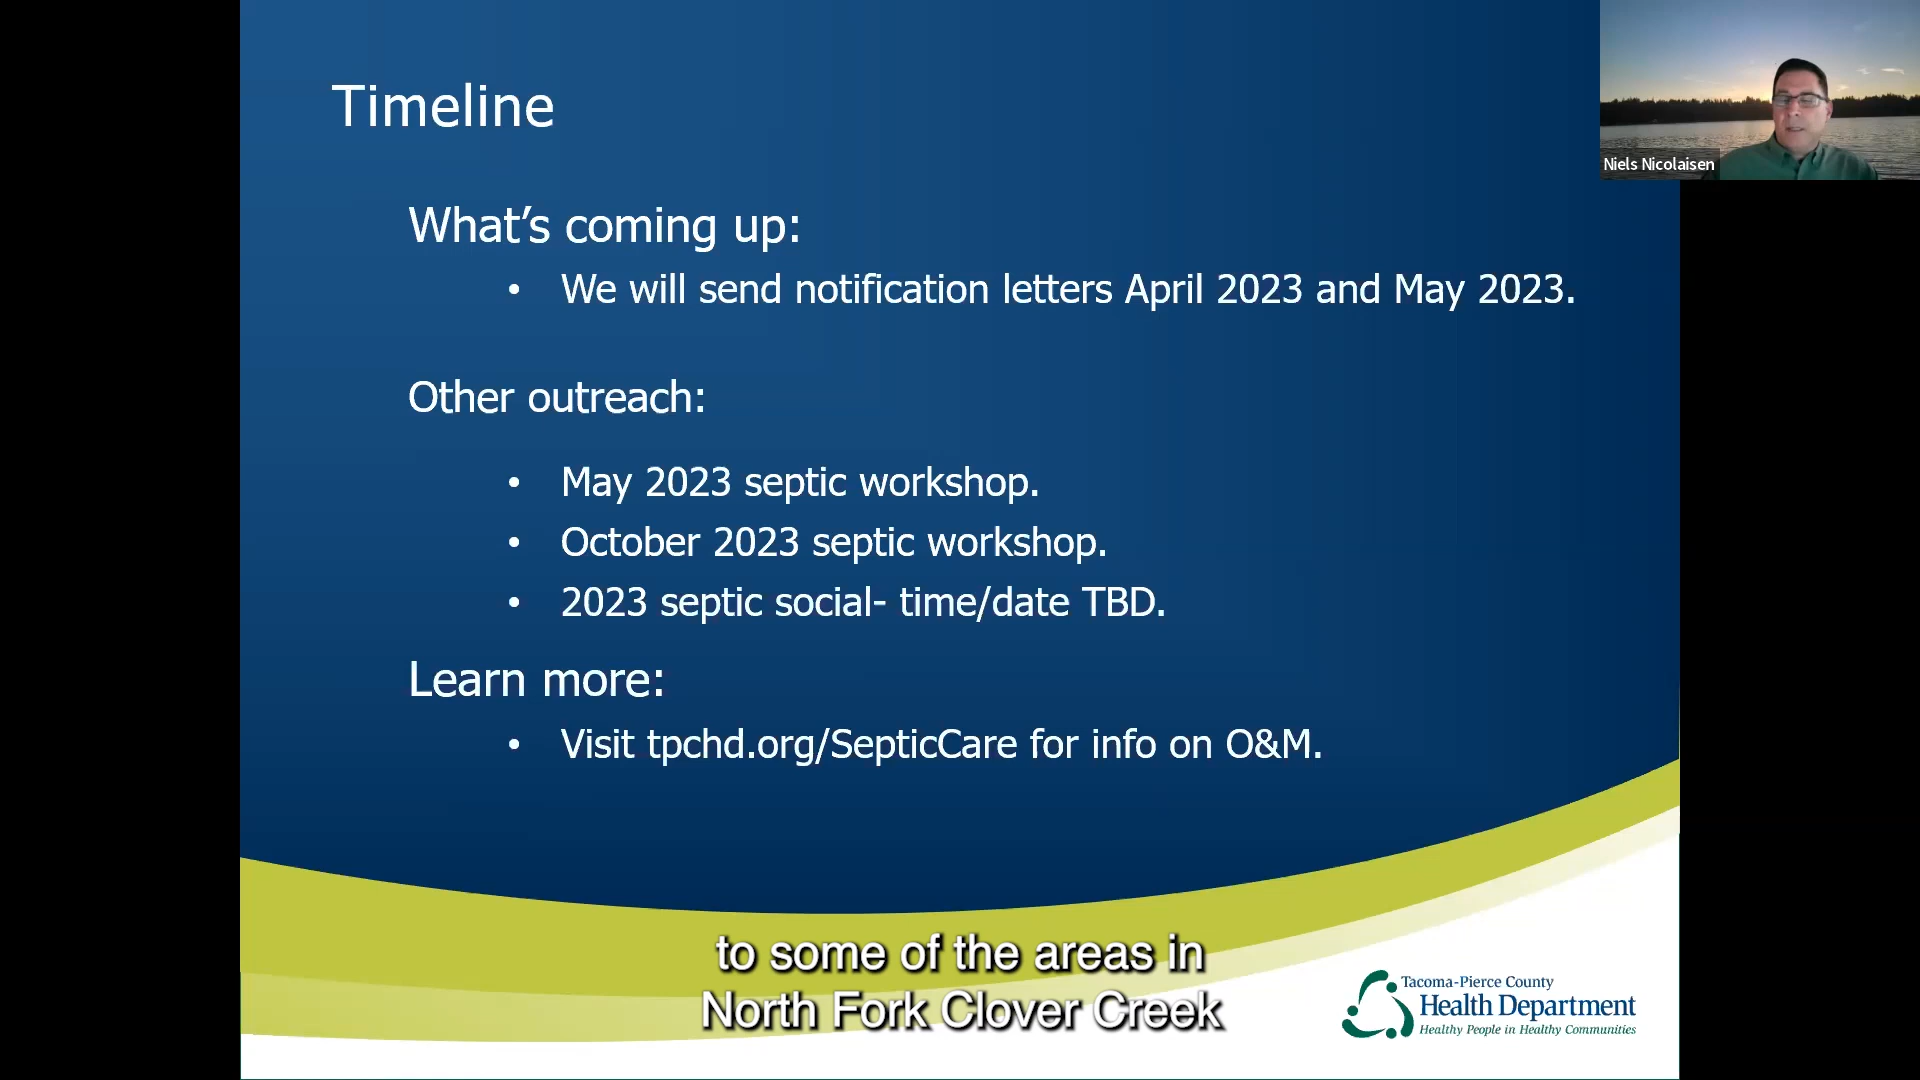 Timeline
Niels Nicolaisen
What’s coming up:
• We will send notification letters April 2023 and May 2023.
Other outreach:
• May 2023 septic workshop.
• October 2023 septic workshop.
• 2023 septic social- time/date TBD.
Learn more:
• Visit tpchd.org/SepticCare for info on O&M.
to some of the areas in
North Fork Clover Creek
Tacoma-Pierce County
Health Department
Healthy People in Healthy Communities